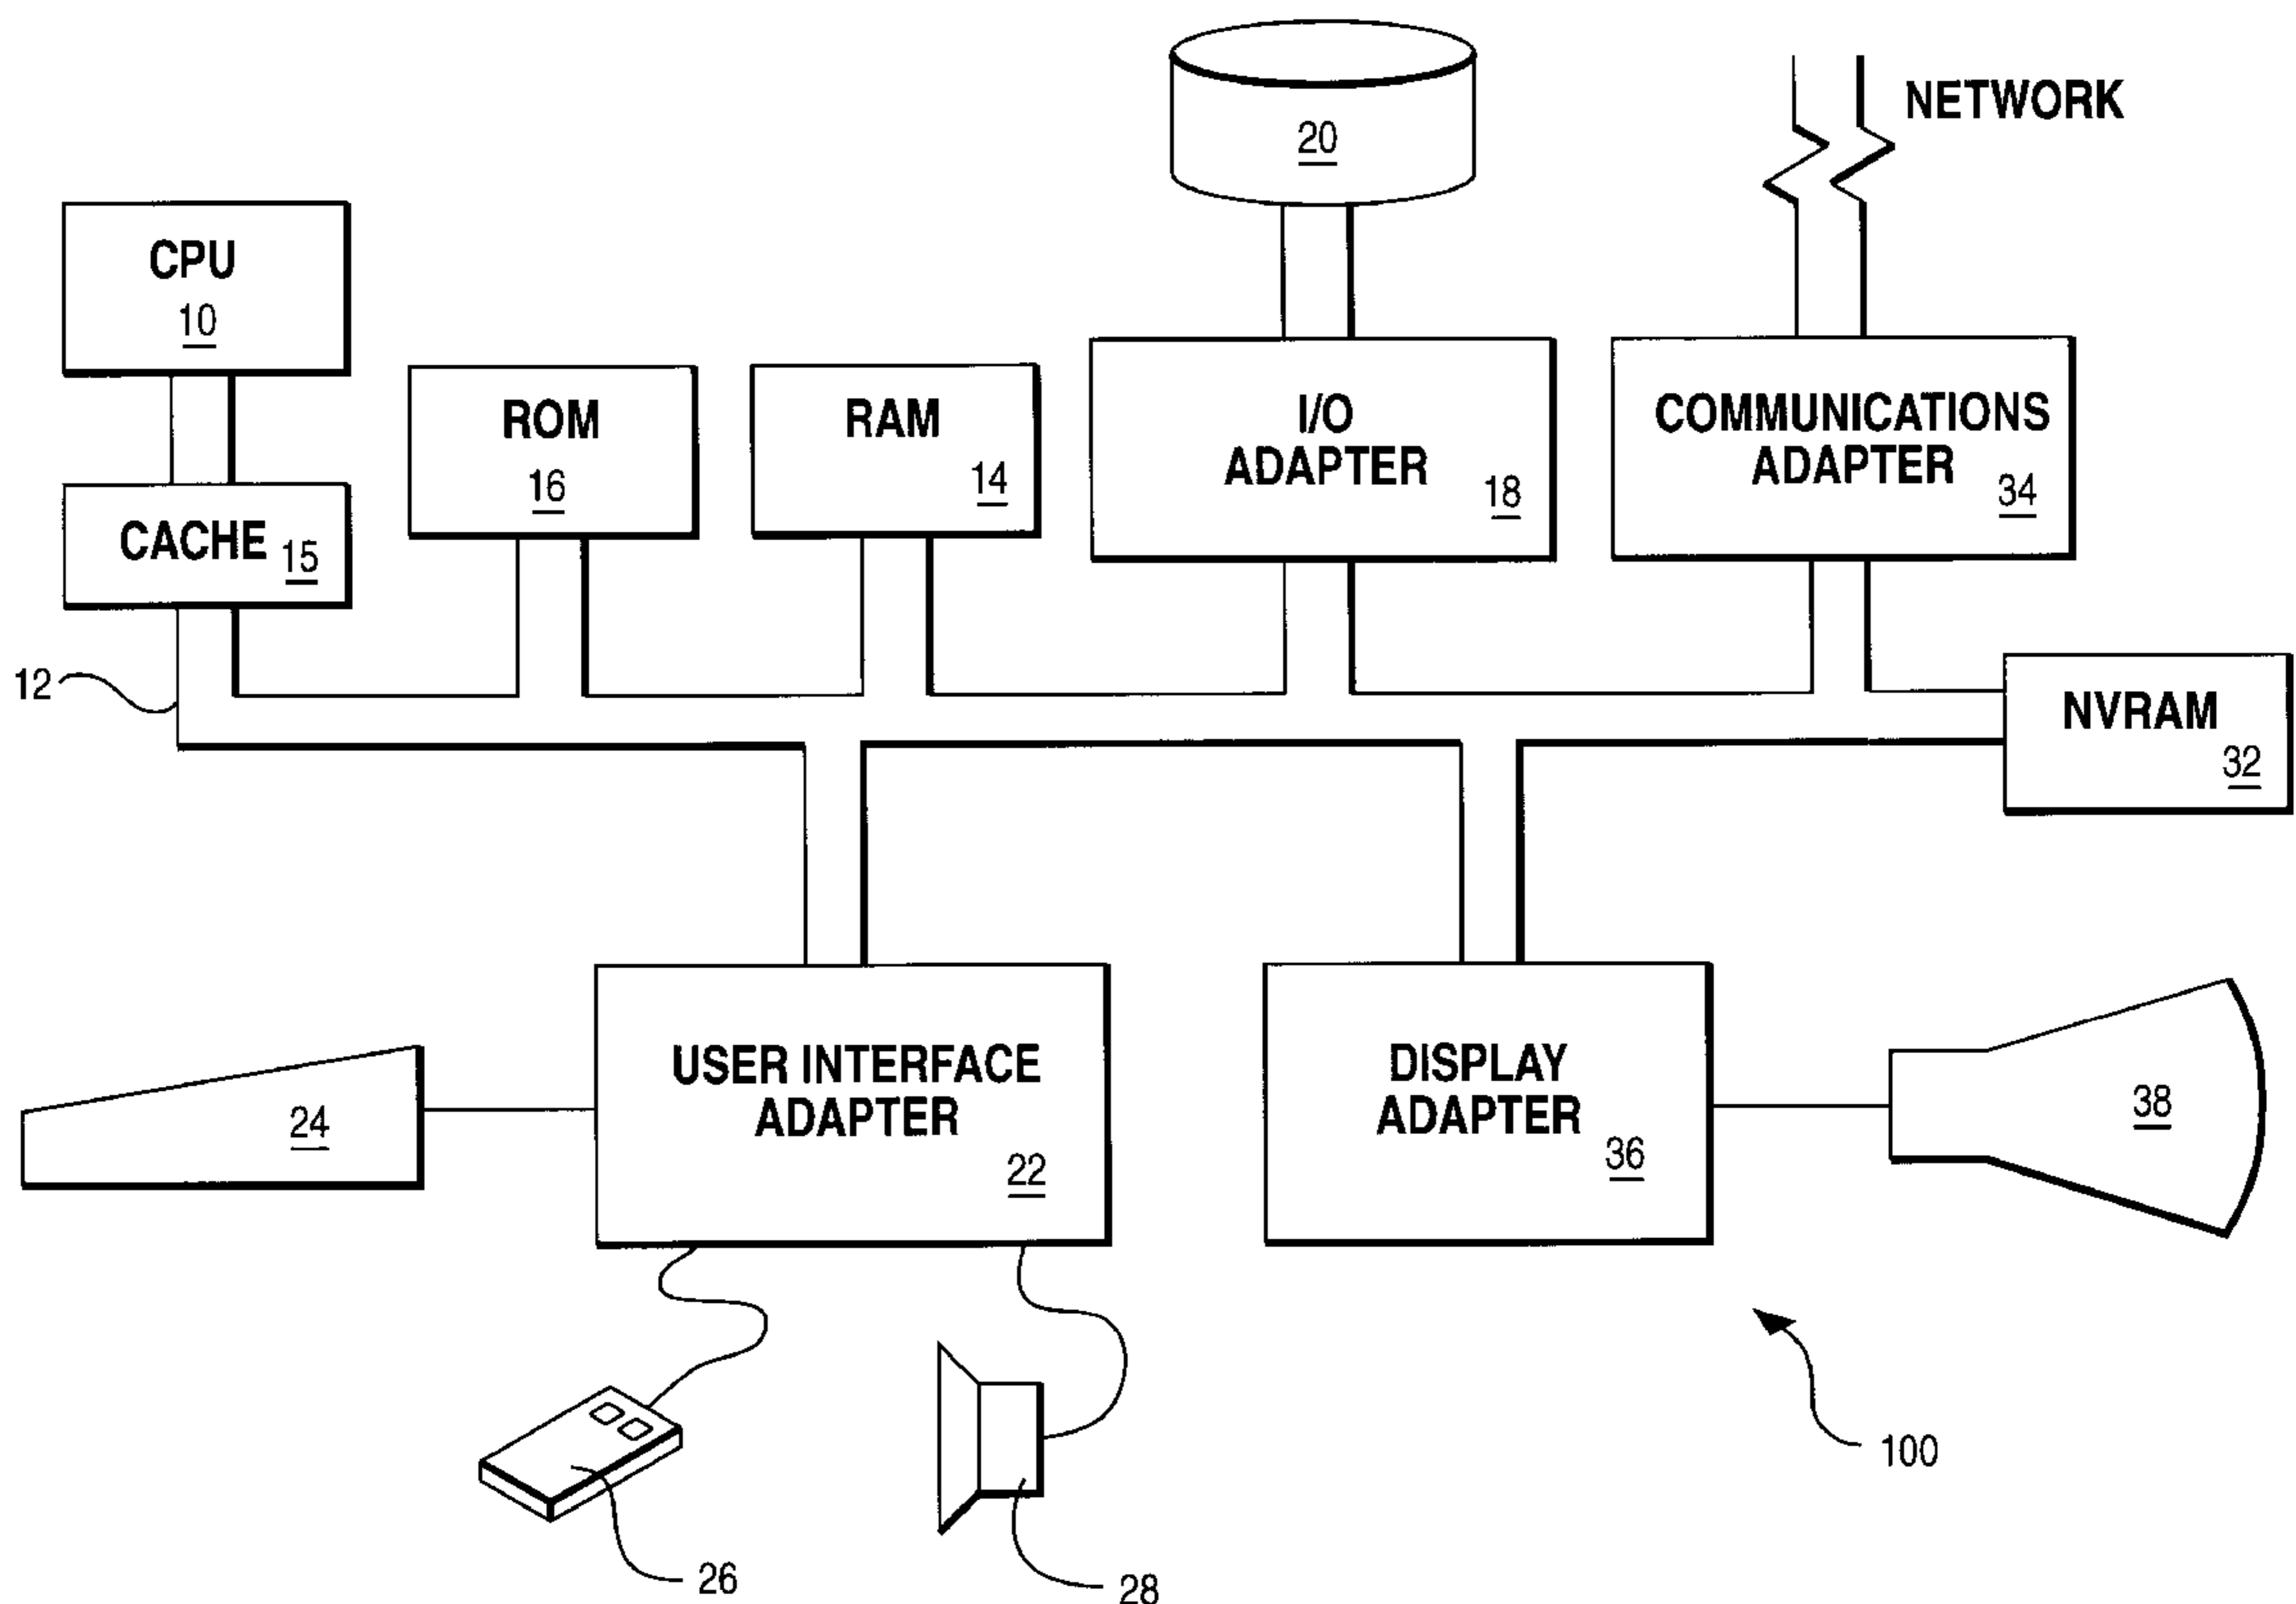 NETWORK
20
CPU
10
ROM
16
RAM
14
I/O
ADAPTER
18
COMMUNICATIONS
ADAPTER
34
CACHE 15
12
NVRAM
32
USER INTERFACE
ADAPTER
22
DISPLAY
ADAPTER
36
24
38
100
26
28